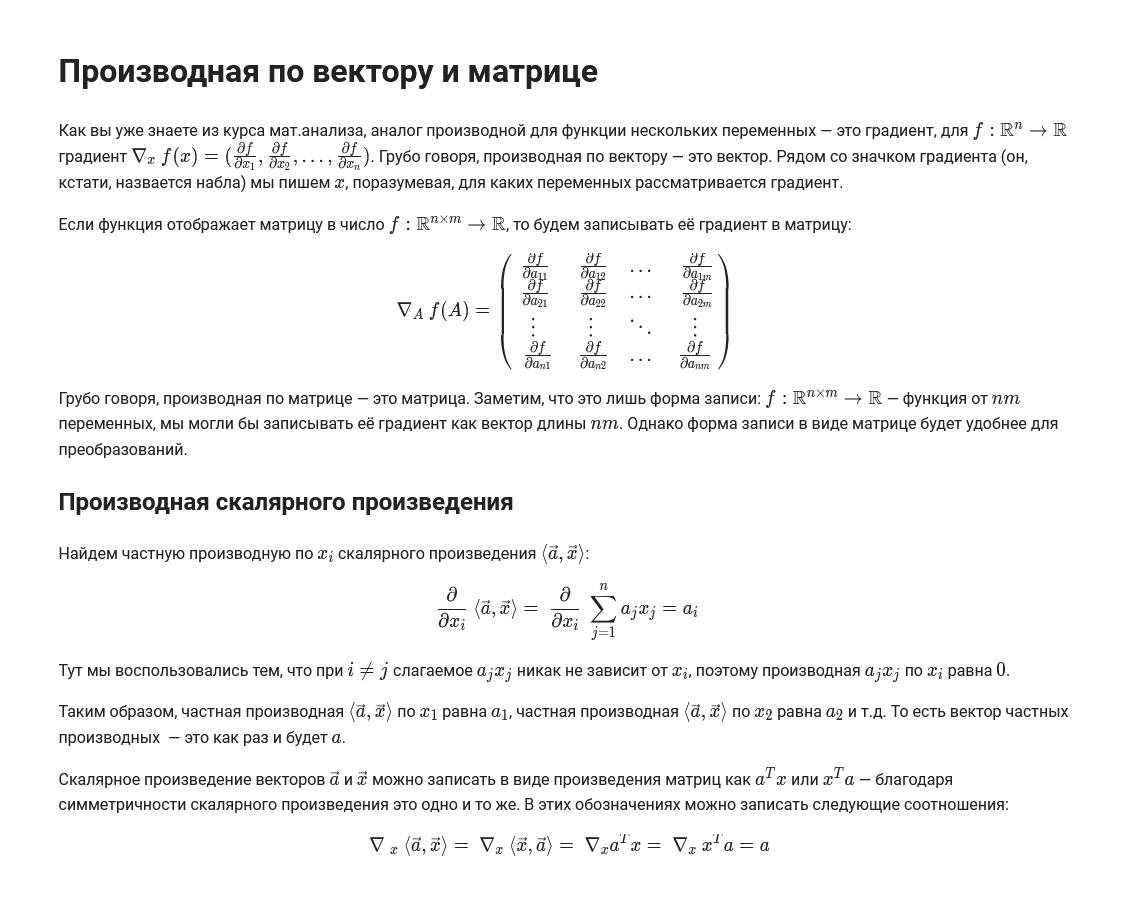 Производная по вектору и матрице
Как вы уже знаете из курса мат.анализа, аналог производной для функции нескольких переменных — это градиент, для $f : \mathbb{R}^n \to \mathbb{R}$
градиент $\nabla_x f(x) = (\frac{\partial f}{\partial x_1}, \frac{\partial f}{\partial x_2}, \ldots, \frac{\partial f}{\partial x_n})$. Грубо говоря, производная по вектору — это вектор. Рядом со значком градиента (он,
кстати, назвается набла) мы пишем $x$, поразумевая, для каких переменных рассматривается градиент.
Если функция отображает матрицу в число $f : \mathbb{R}^{n \times m} \to \mathbb{R}$, то будем записывать её градиент в матрицу:
$\nabla_A f(A) = \begin{pmatrix} \frac{\partial f}{\partial a_{11}} & \frac{\partial f}{\partial a_{12}} & \cdots & \frac{\partial f}{\partial a_{1m}} \\ \frac{\partial f}{\partial a_{21}} & \frac{\partial f}{\partial a_{22}} & \cdots & \frac{\partial f}{\partial a_{2m}} \\ \vdots & \vdots & \ddots & \vdots \\ \frac{\partial f}{\partial a_{n1}} & \frac{\partial f}{\partial a_{n2}} & \cdots & \frac{\partial f}{\partial a_{nm}} \end{pmatrix}$
Грубо говоря, производная по матрице — это матрица. Заметим, что это лишь форма записи: $f : \mathbb{R}^{n \times m} \to \mathbb{R}$ — функция от $nm$
переменных, мы могли бы записывать её градиент как вектор длины $nm$. Однако форма записи в виде матрице будет удобнее для
преобразований.
Производная скалярного произведения
Найдем частную производную по $x_i$ скалярного произведения $\langle \vec{a}, \vec{x} \rangle$:
$\frac{\partial}{\partial x_i} \langle \vec{a}, \vec{x} \rangle = \frac{\partial}{\partial x_i} \sum_{j=1}^{n} a_j x_j = a_i$
Тут мы воспользовались тем, что при $i \neq j$ слагаемое $a_j x_j$ никак не зависит от $x_i$, поэтому производная $a_j x_j$ по $x_i$ равна $0$.
Таким образом, частная производная $\langle \vec{a}, \vec{x} \rangle$ по $x_1$ равна $a_1$, частная производная $\langle \vec{a}, \vec{x} \rangle$ по $x_2$ равна $a_2$ и т.д. То есть вектор частных
производных — это как раз и будет $a$.
Скалярное произведение векторов $\vec{a}$ и $\vec{x}$ можно записать в виде произведения матриц как $a^T x$ или $x^T a$ — благодаря
симметричности скалярного произведения это одно и то же. В этих обозначениях можно записать следующие соотношения:
$\nabla_x \langle \vec{a}, \vec{x} \rangle = \nabla_x \langle \vec{x}, \vec{a} \rangle = \nabla_x a^T x = \nabla_x x^T a = a$